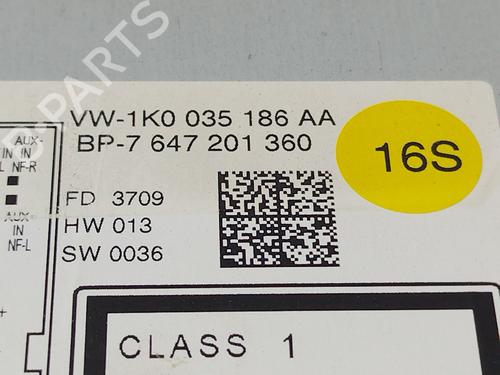 PARTS
VW-1K0 035 186 AA
BP-7 647 201 360
16S
AUX-
IN IN
L NF-R
FD 3709
HW 013
SW 0036
AUX
IN
NF-L
+
CLASS 1